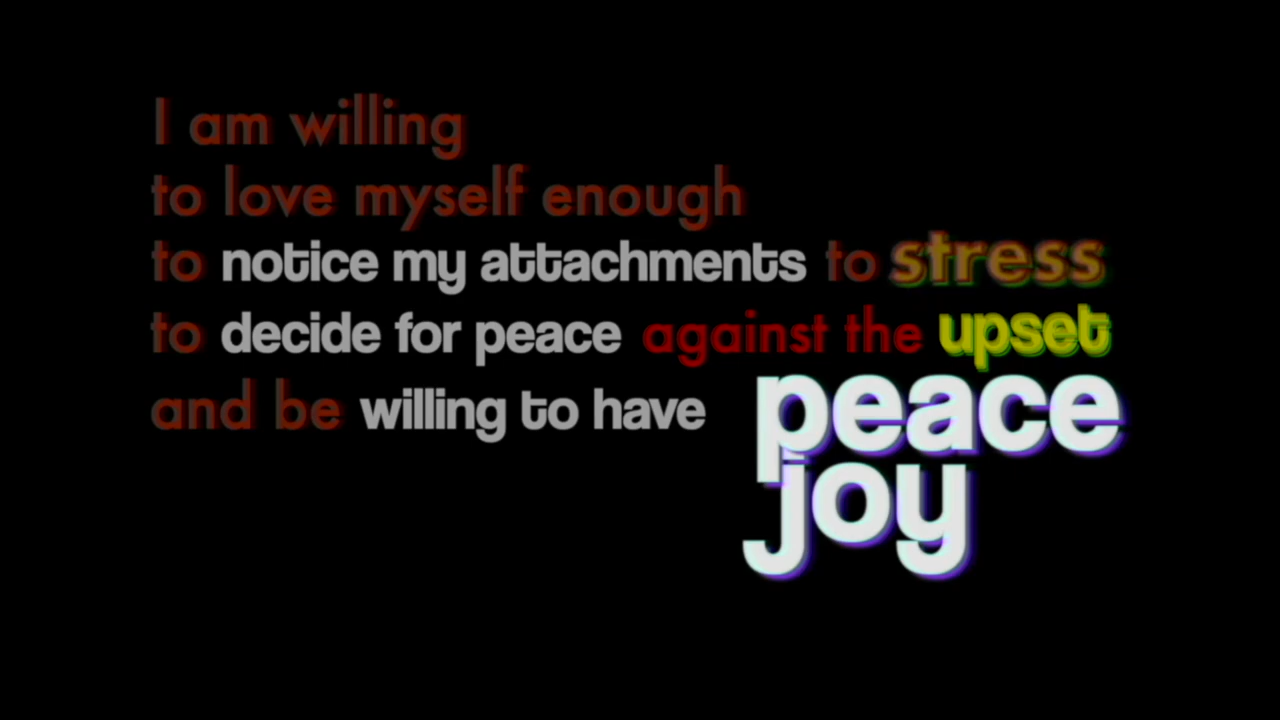 I am willing
to love myself enough
to notice my attachments to stress
to decide for peace against the upset
and be willing to have peace
joy